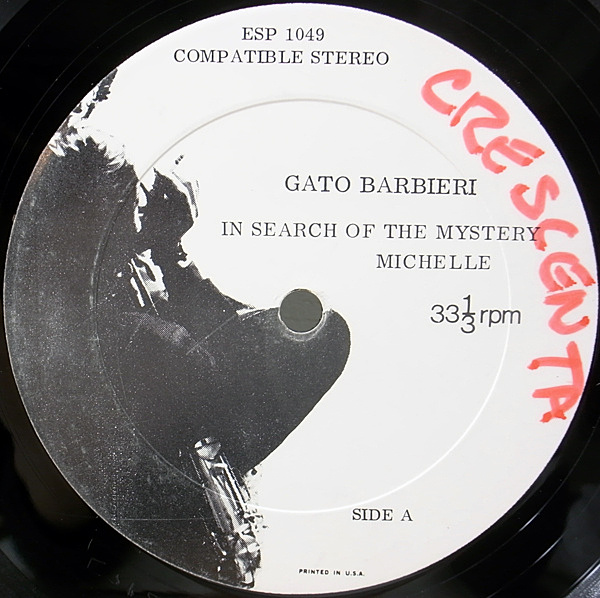 ESP 1049
COMPATIBLE STEREO
CRESCENTA
GATO BARBIERI
IN SEARCH OF THE MYSTERY
MICHELLE
33 1/3 rpm
SIDE A
PRINTED IN U.S.A.